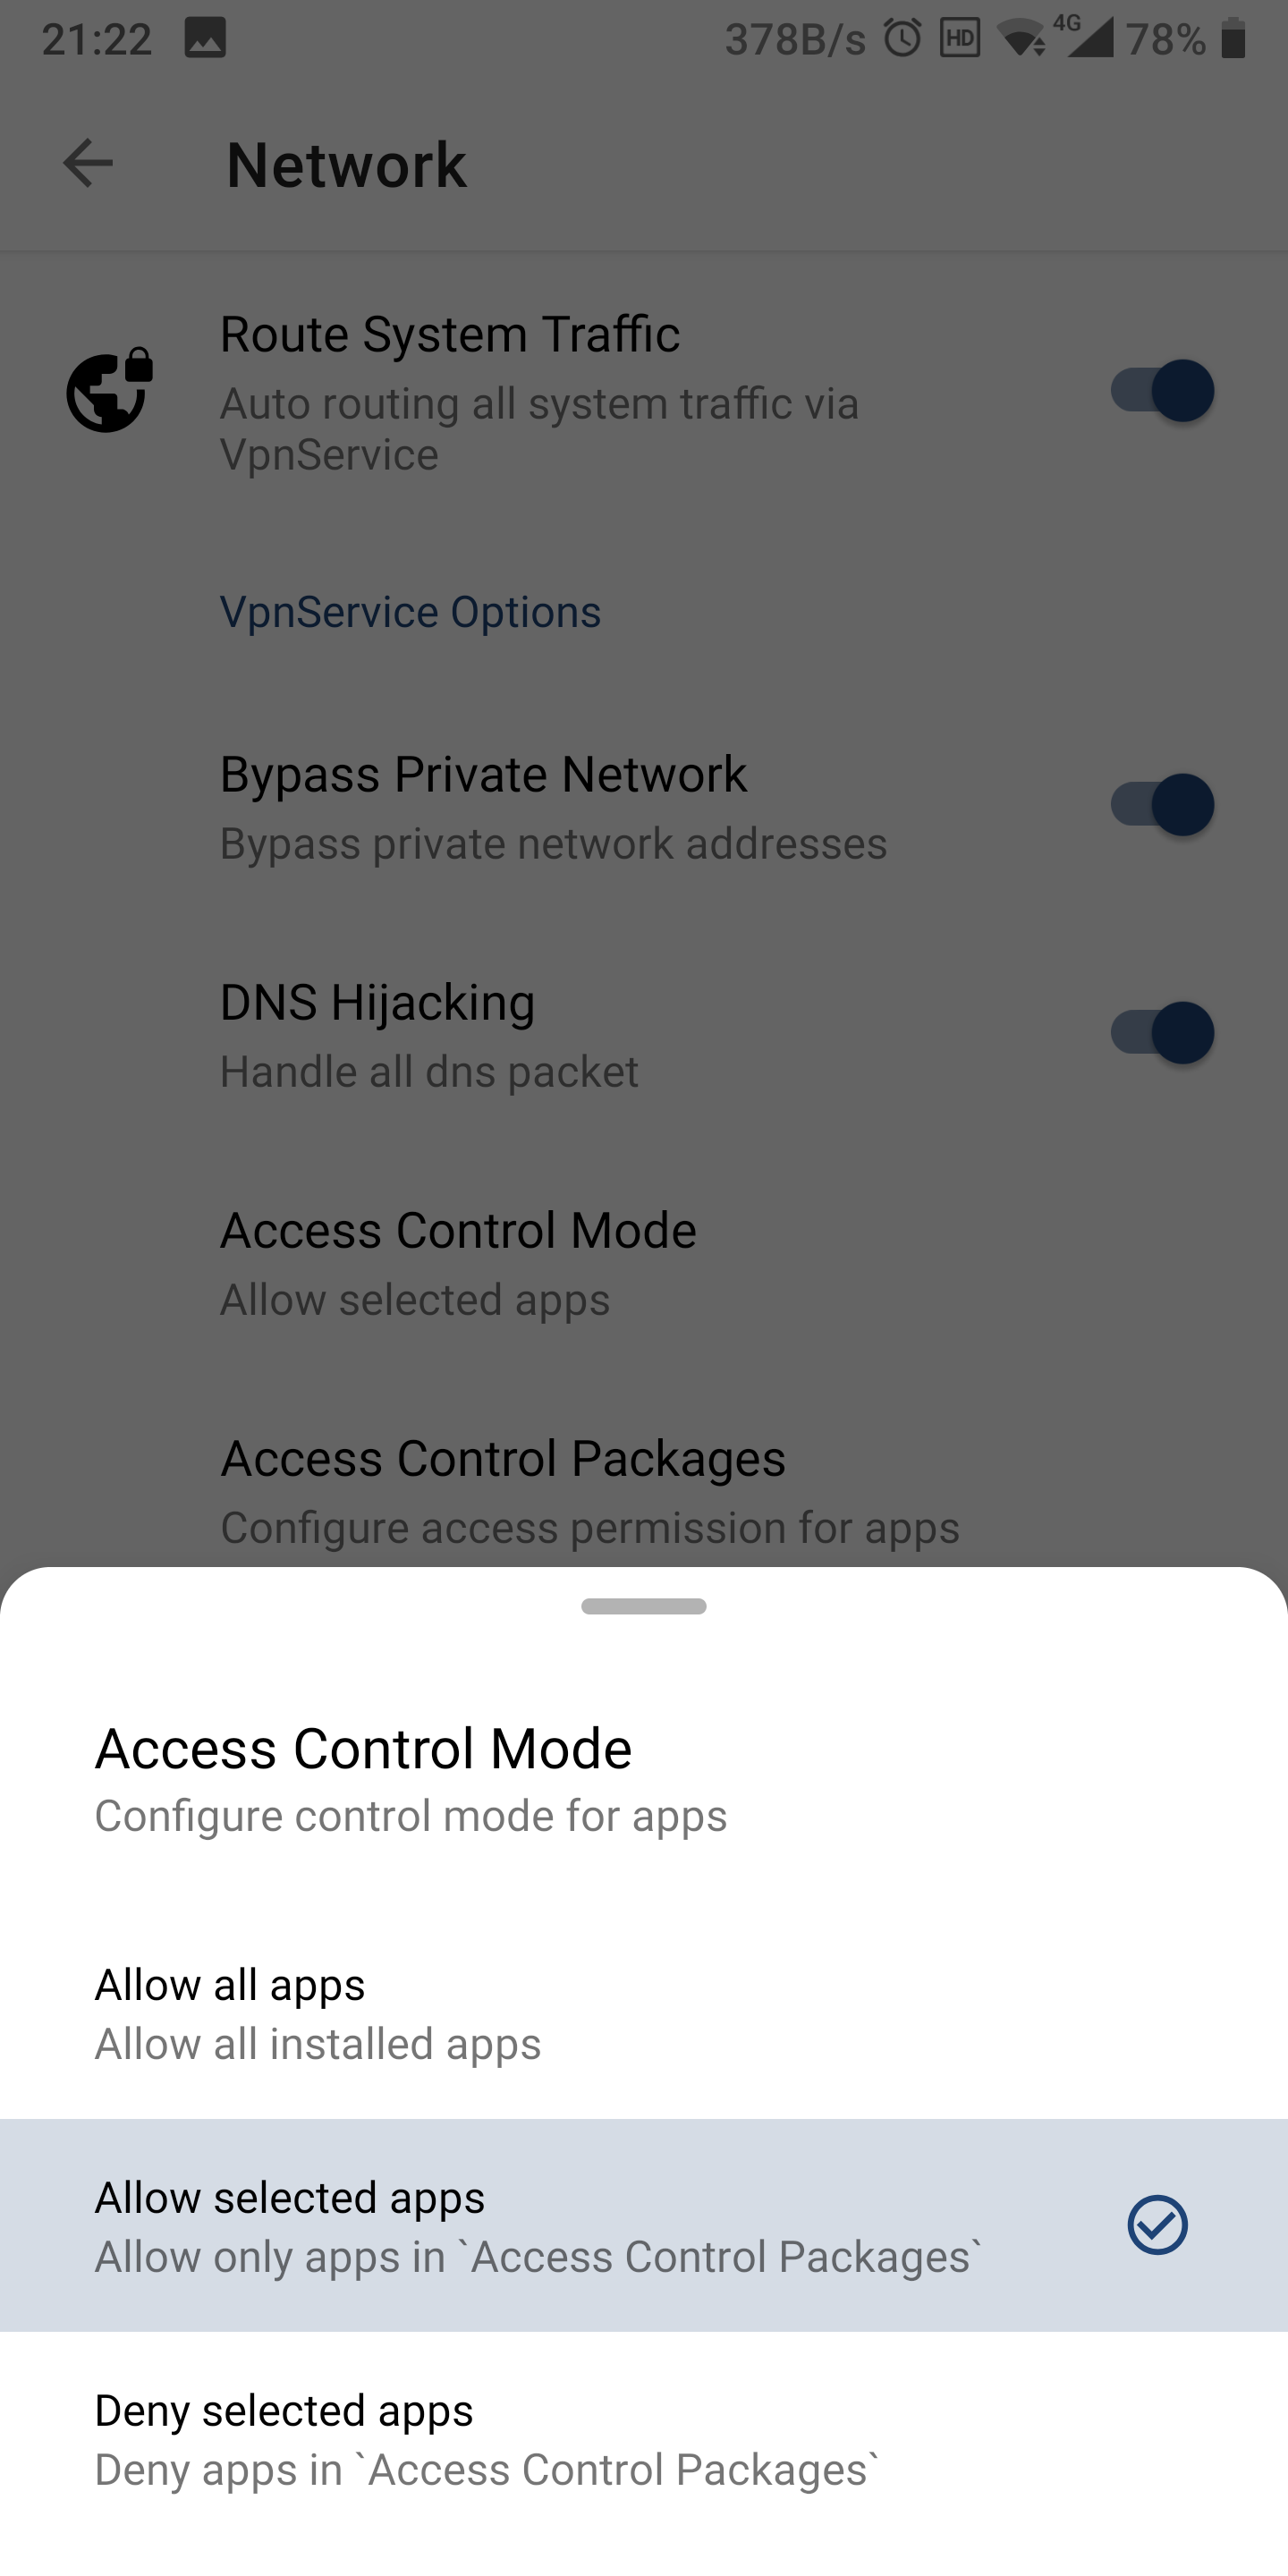 21:22 378B/s HD 4G 78%
Network
Route System Traffic
Auto routing all system traffic via
VpnService
VpnService Options
Bypass Private Network
Bypass private network addresses
DNS Hijacking
Handle all dns packet
Access Control Mode
Allow selected apps
Access Control Packages
Configure access permission for apps
Access Control Mode
Configure control mode for apps
Allow all apps
Allow all installed apps
Allow selected apps
Allow only apps in `Access Control Packages`
Deny selected apps
Deny apps in `Access Control Packages`